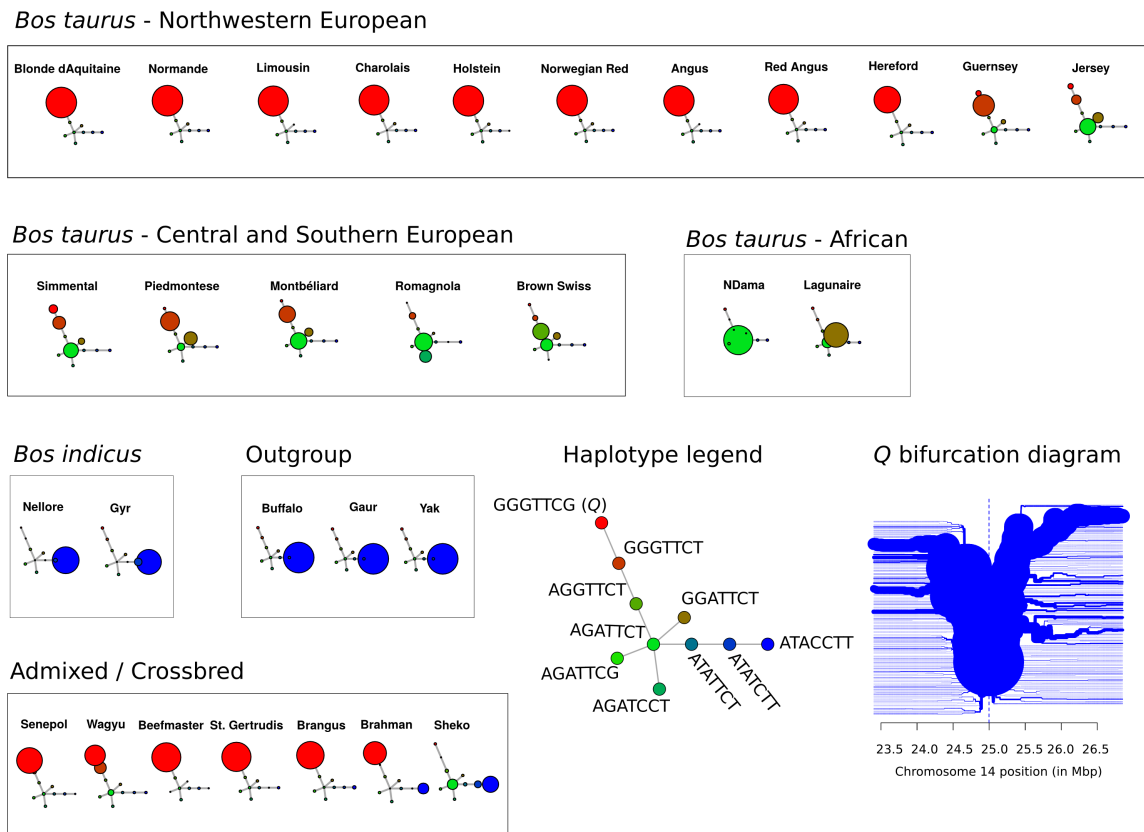 Bos taurus - Northwestern European
Blonde dAquitaine Normande Limousin Charolais Holstein Norwegian Red Angus Red Angus Hereford Guernsey Jersey
Bos taurus - Central and Southern European
Simmental Piedmontese Montbéliard Romagnola Brown Swiss
Bos taurus - African
NDama Lagunaire
Bos indicus
Nellore Gyr
Outgroup
Buffalo Gaur Yak
Haplotype legend
GGGTTCG (Q)
GGGTTCT
AGGTTCT
GGATTCT
AGATTCT
ATACCTT
AGATTCG
ATATTCT
ATATCTT
AGATCCT
Q bifurcation diagram
23.5 24.0 24.5 25.0 25.5 26.0 26.5
Chromosome 14 position (in Mbp)
Admixed / Crossbred
Senepol Wagyu Beefmaster St. Gertrudis Brangus Brahman Sheko